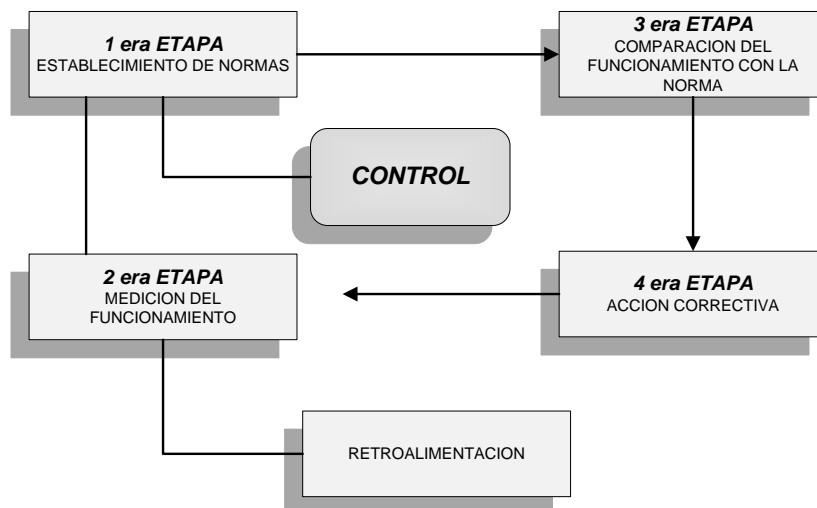 1 era ETAPA
ESTABLECIMIENTO DE NORMAS
3 era ETAPA
COMPARACION DEL
FUNCIONAMIENTO CON LA
NORMA
CONTROL
2 era ETAPA
MEDICION DEL
FUNCIONAMIENTO
4 era ETAPA
ACCION CORRECTIVA
RETROALIMENTACION